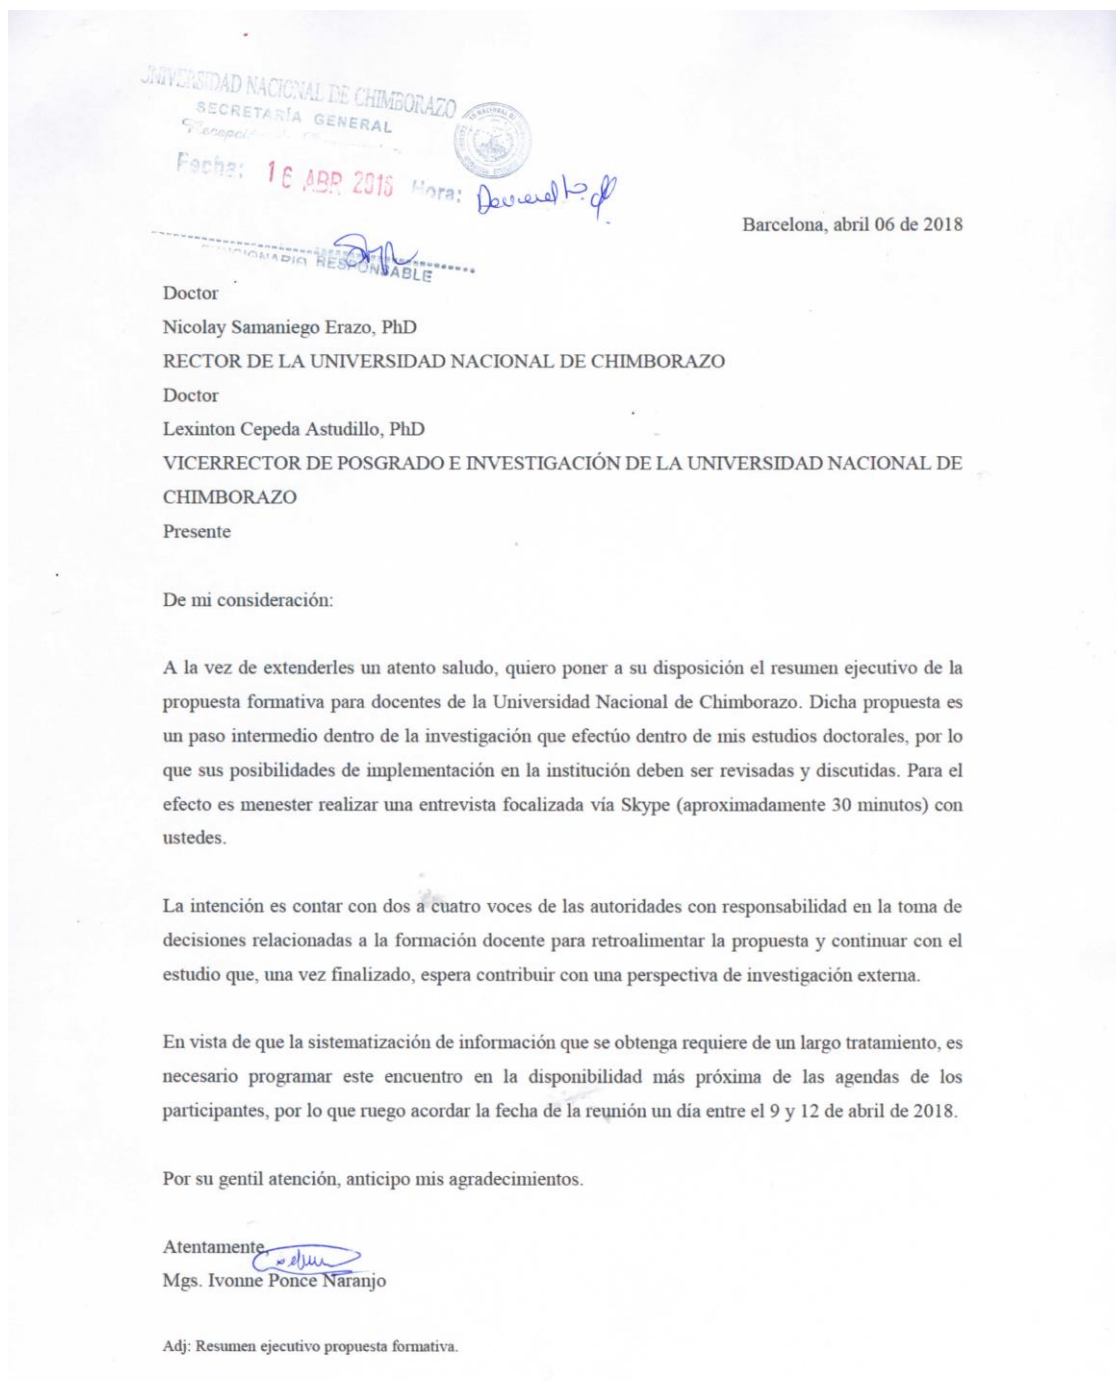 UNIVERSIDAD NACIONAL DE CHIMBORAZO
SECRETARÍA GENERAL
Fecha: 16 ABR 2018 Hora:
FUNCIONARIO RESPONSABLE
Barcelona, abril 06 de 2018
Doctor
Nicolay Samaniego Erazo, PhD
RECTOR DE LA UNIVERSIDAD NACIONAL DE CHIMBORAZO
Doctor
Lexinton Cepeda Astudillo, PhD
VICERRECTOR DE POSGRADO E INVESTIGACIÓN DE LA UNIVERSIDAD NACIONAL DE
CHIMBORAZO
Presente
De mi consideración:
A la vez de extenderles un atento saludo, quiero poner a su disposición el resumen ejecutivo de la
propuesta formativa para docentes de la Universidad Nacional de Chimborazo. Dicha propuesta es
un paso intermedio dentro de la investigación que efectúo dentro de mis estudios doctorales, por lo
que sus posibilidades de implementación en la institución deben ser revisadas y discutidas. Para el
efecto es menester realizar una entrevista focalizada vía Skype (aproximadamente 30 minutos) con
ustedes.
La intención es contar con dos a cuatro voces de las autoridades con responsabilidad en la toma de
decisiones relacionadas a la formación docente para retroalimentar la propuesta y continuar con el
estudio que, una vez finalizado, espera contribuir con una perspectiva de investigación externa.
En vista de que la sistematización de información que se obtenga requiere de un largo tratamiento, es
necesario programar este encuentro en la disponibilidad más próxima de las agendas de los
participantes, por lo que ruego acordar la fecha de la reunión un día entre el 9 y 12 de abril de 2018.
Por su gentil atención, anticipo mis agradecimientos.
Atentamente,
Mgs. Ivonne Ponce Naranjo
Adj: Resumen ejecutivo propuesta formativa.